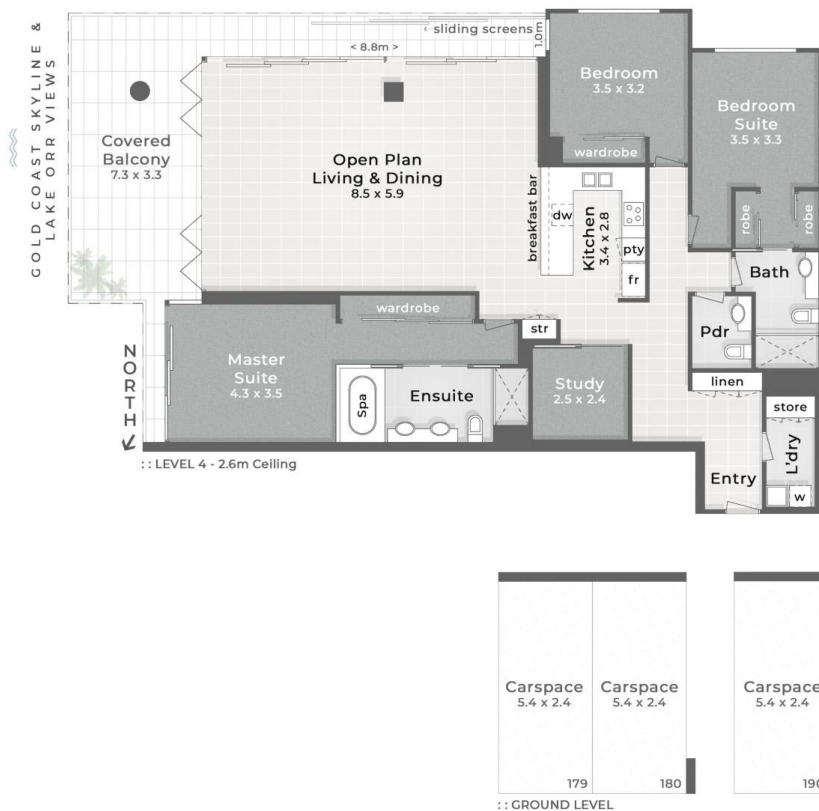 GOLD COAST SKYLINE &
LAKE ORR VIEWS
‹ sliding screens
1.0m
< 8.8m >
Covered
Balcony
7.3 x 3.3
Open Plan
Living & Dining
8.5 x 5.9
Bedroom
3.5 x 3.2
wardrobe
Bedroom
Suite
3.5 x 3.3
robe
robe
breakfast bar
dw
Kitchen
3.4 x 2.8
pty
fr
Bath
Pdr
wardrobe
str
Master
Suite
4.3 x 3.5
Spa
Ensuite
Study
2.5 x 2.4
linen
store
L'dry
w
Entry
NORTH
:: LEVEL 4 - 2.6m Ceiling
Carspace
5.4 x 2.4
179
Carspace
5.4 x 2.4
180
Carspace
5.4 x 2.4
190
:: GROUND LEVEL